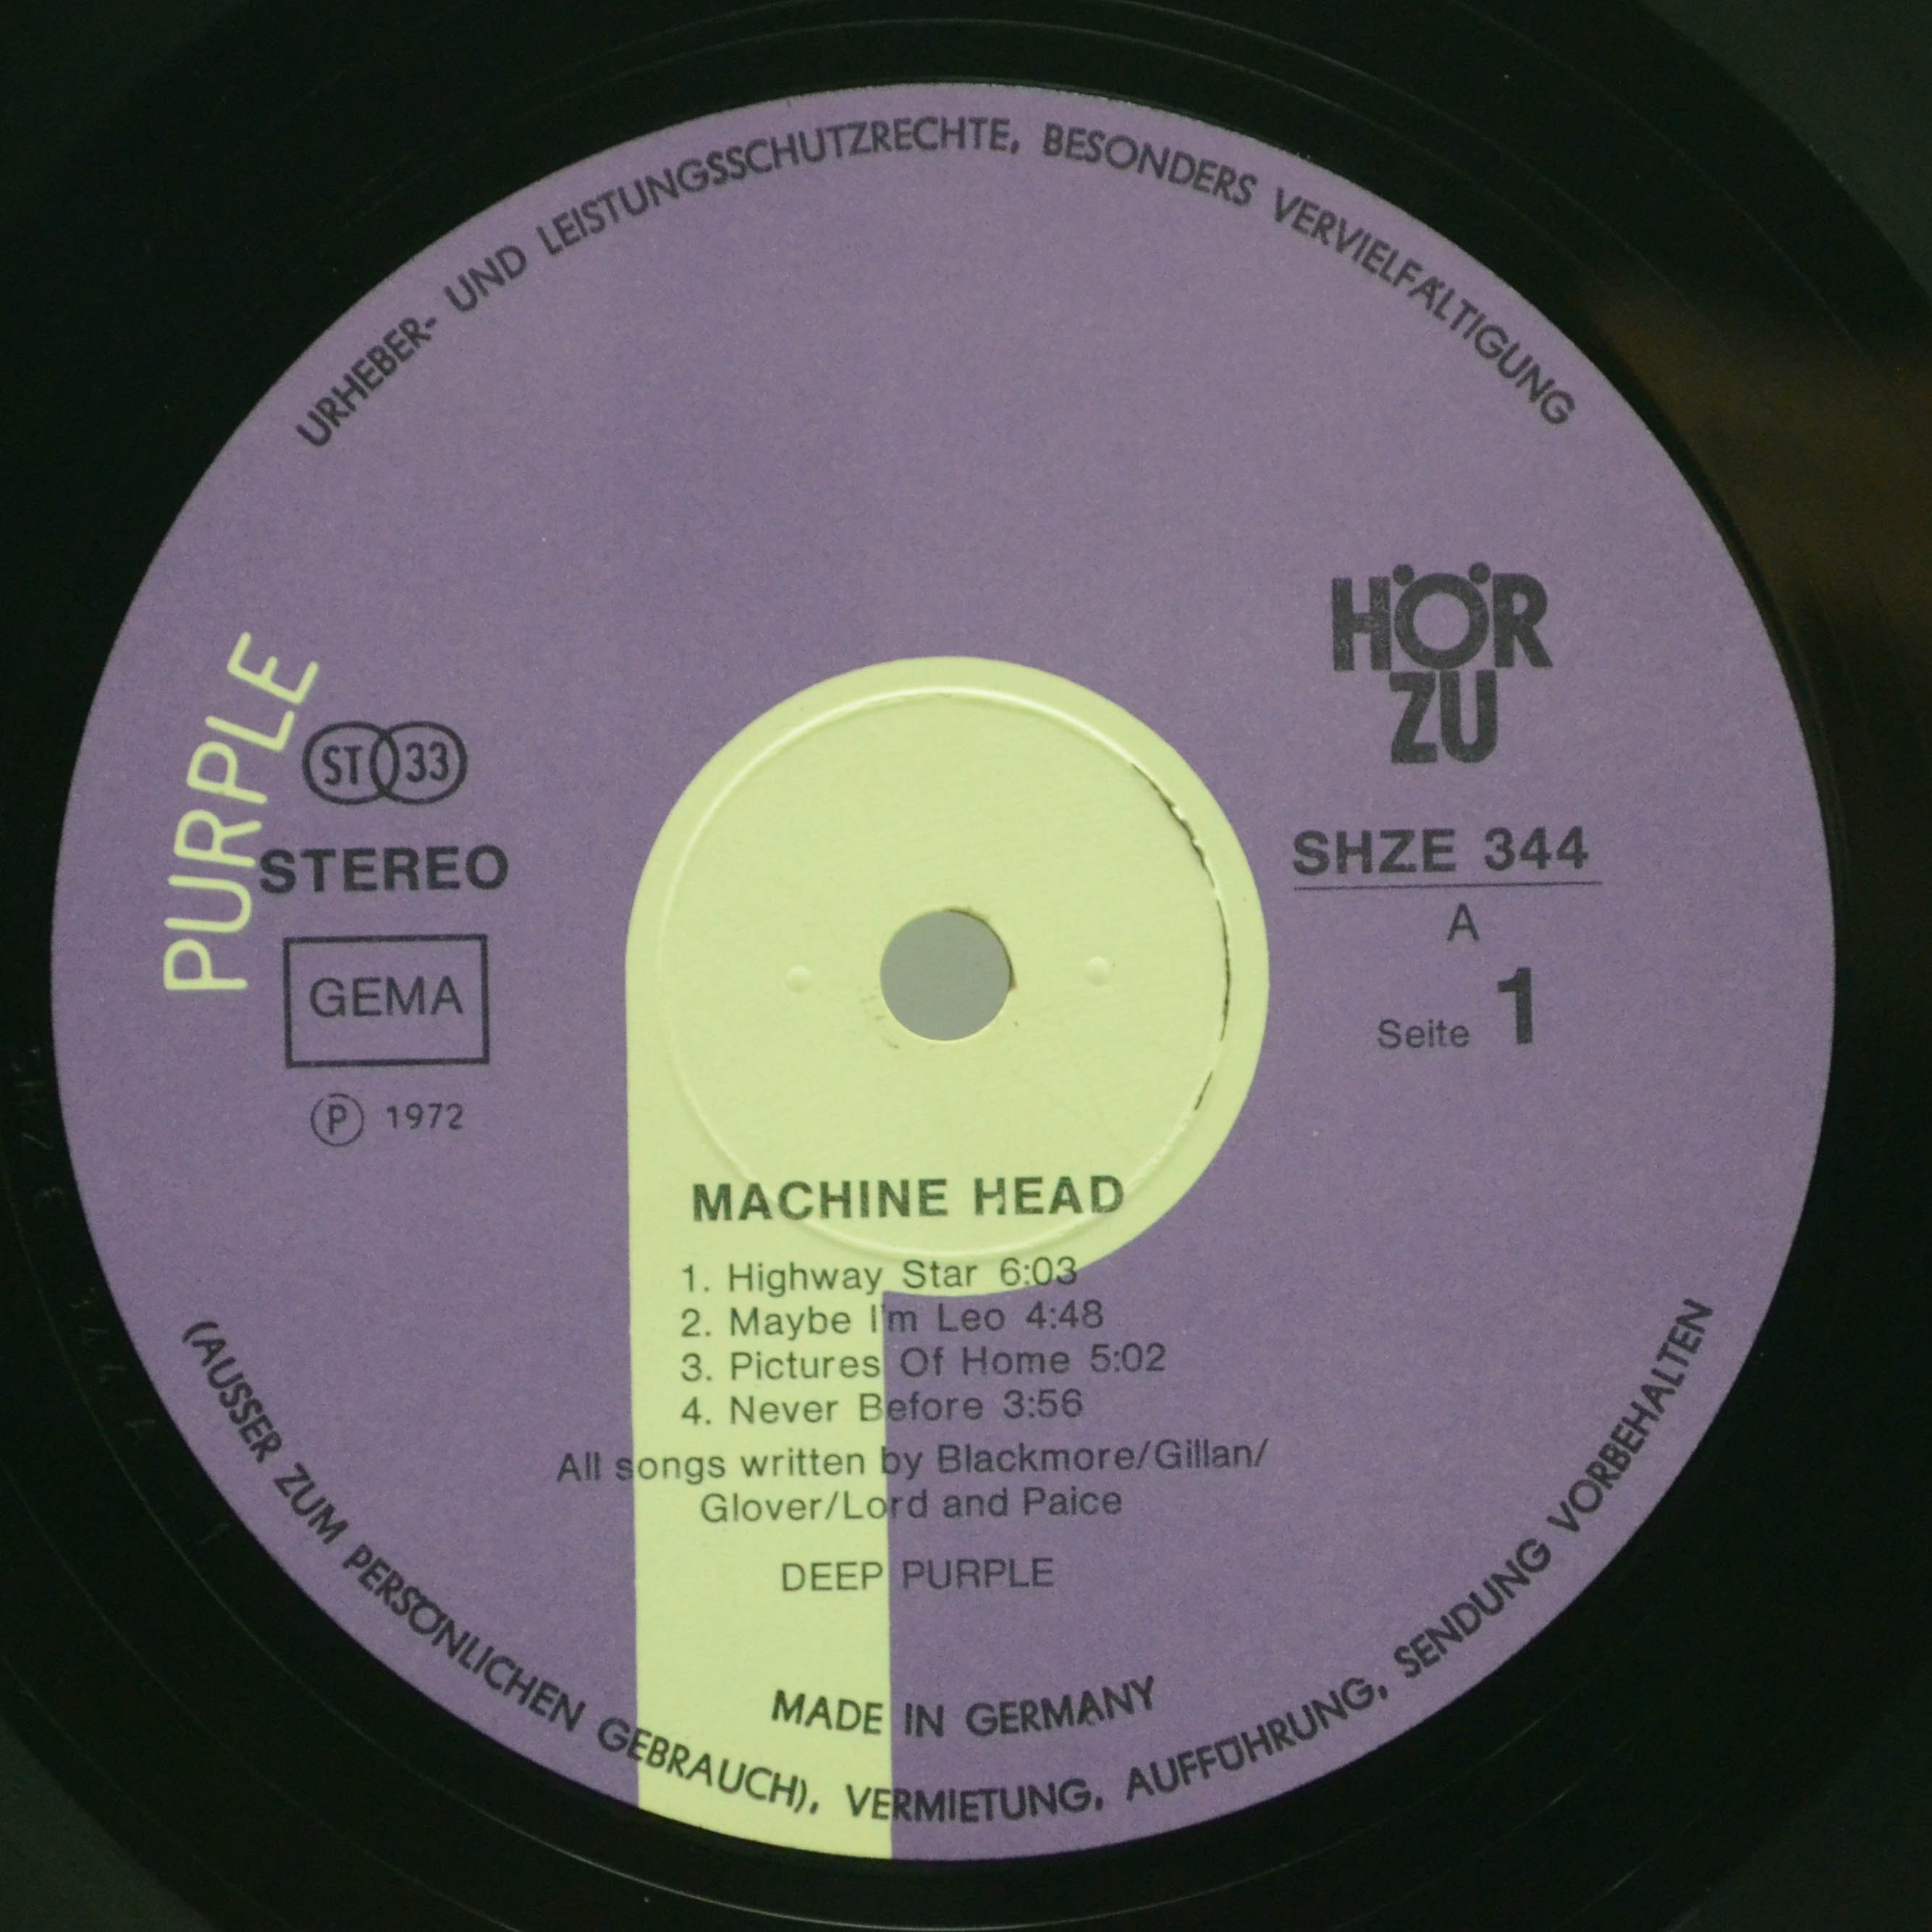 URHEBER- UND LEISTUNGSSCHUTZRECHTE, BESONDERS VERVIELFÄLTIGUNG
PURPLE
ST 33
STEREO
GEMA
Ⓟ 1972
HÖR
ZU
SHZE 344
A
Seite 1
MACHINE HEAD
1. Highway Star 6:03
2. Maybe I'm Leo 4:48
3. Pictures Of Home 5:02
4. Never Before 3:56
All songs written by Blackmore/Gillan/
Glover/Lord and Paice
DEEP PURPLE
MADE IN GERMANY
(AUSSER ZUM PERSÖNLICHEN GEBRAUCH), VERMIETUNG, AUFFÜHRUNG, SENDUNG VORBEHALTEN